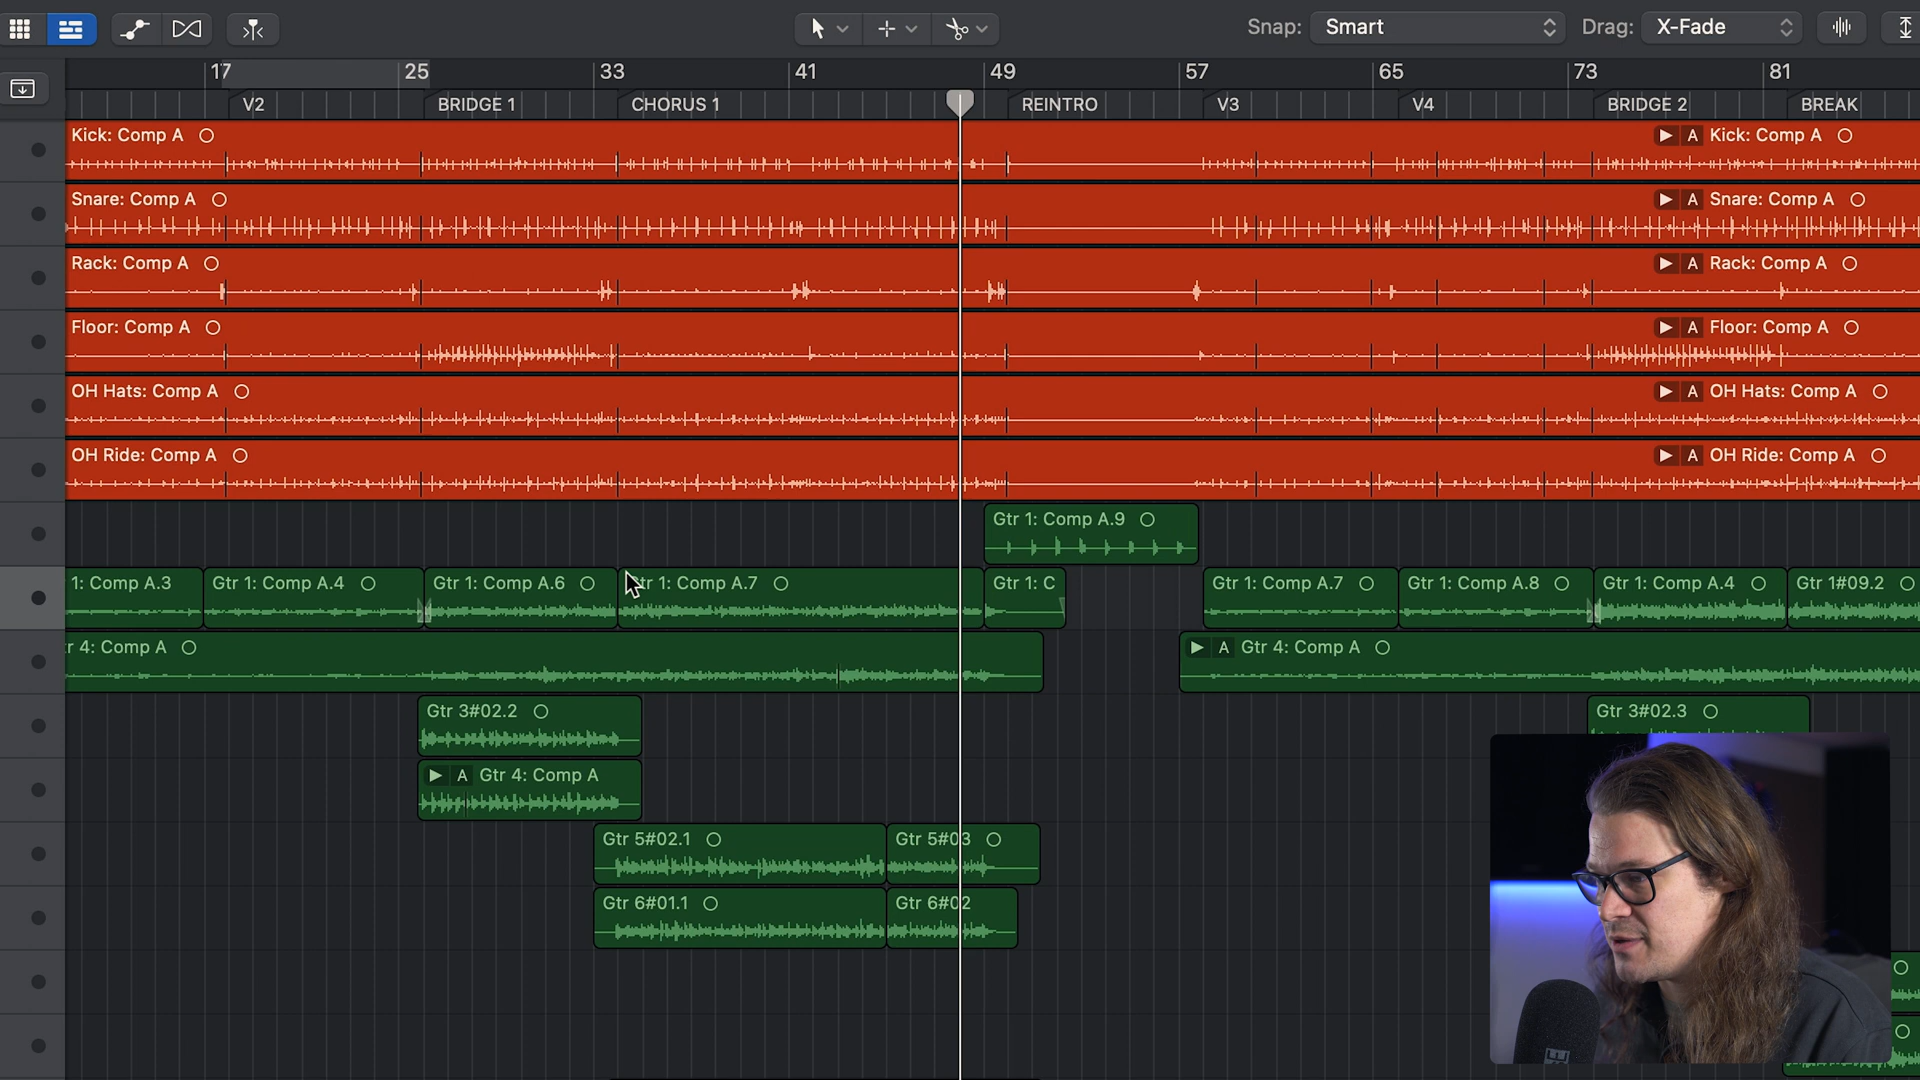 Snap: Smart Drag: X-Fade
17 25 33 41 49 57 65 73 81
V2 BRIDGE 1 CHORUS 1 REINTRO V3 V4 BRIDGE 2 BREAK
Kick: Comp A A Kick: Comp A
Snare: Comp A A Snare: Comp A
Rack: Comp A A Rack: Comp A
Floor: Comp A A Floor: Comp A
OH Hats: Comp A A OH Hats: Comp A
OH Ride: Comp A A OH Ride: Comp A
Gtr 1: Comp A.9
1: Comp A.3 Gtr 1: Comp A.4 Gtr 1: Comp A.6 tr 1: Comp A.7 Gtr 1: C Gtr 1: Comp A.7 Gtr 1: Comp A.8 Gtr 1: Comp A.4 Gtr 1#09.2
r 4: Comp A A Gtr 4: Comp A
Gtr 3#02.2 Gtr 3#02.3
A Gtr 4: Comp A
Gtr 5#02.1 Gtr 5#03
Gtr 6#01.1 Gtr 6#02